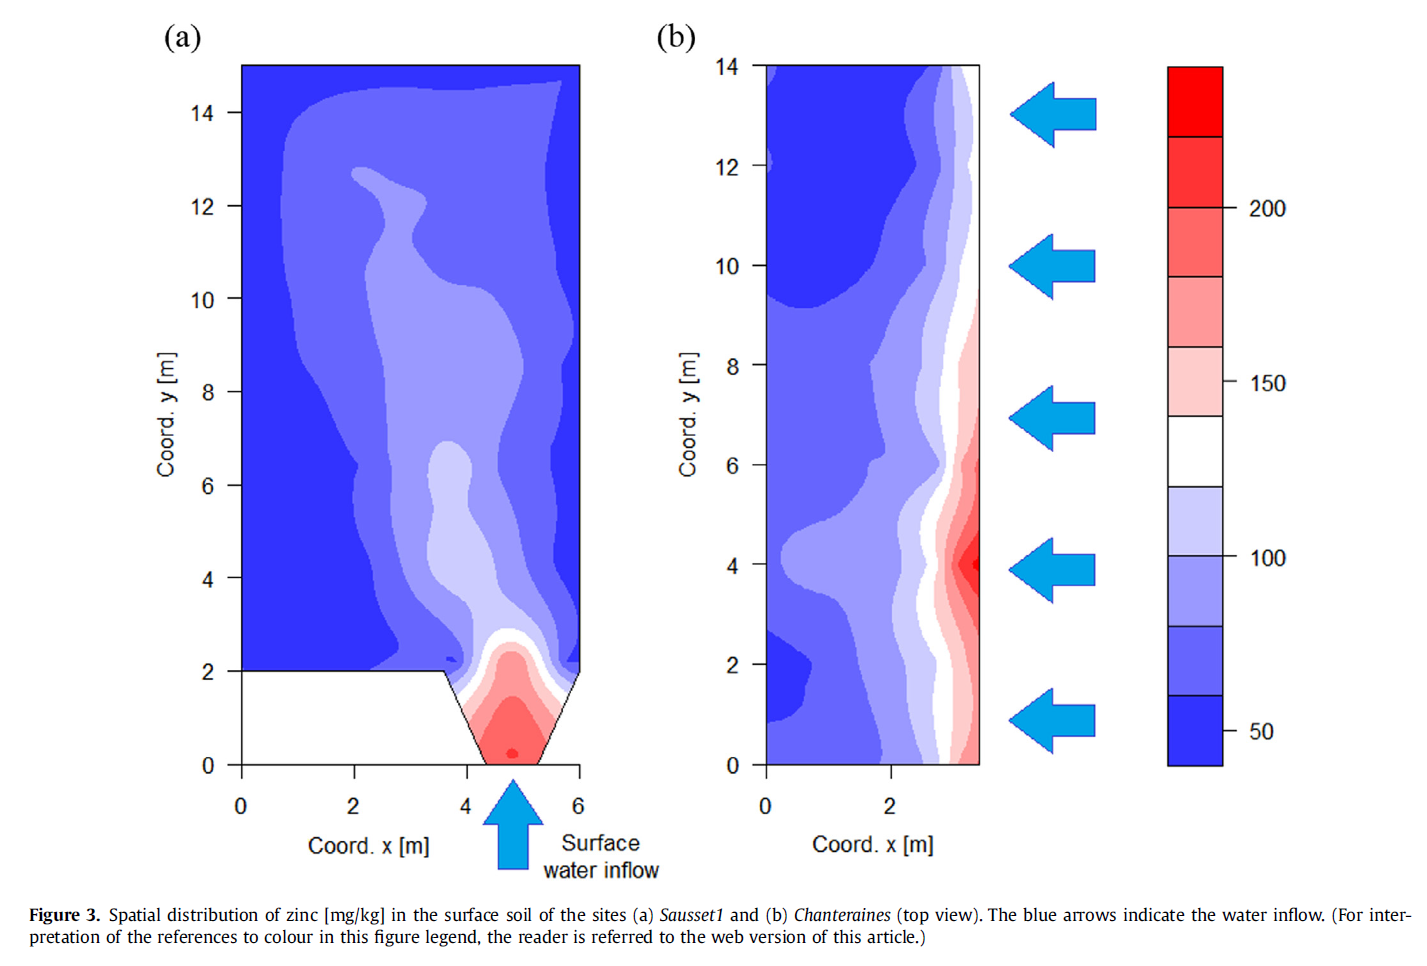 (a)
14
12
10
8
6
4
2
0
Coord. y [m]
0 2 4 6
Coord. x [m]
Surface
water inflow
(b)
14
12
10
8
6
4
2
0
Coord. y [m]
0 2
Coord. x [m]
200
150
100
50
Figure 3. Spatial distribution of zinc [mg/kg] in the surface soil of the sites (a) Sausset1 and (b) Chanteraines (top view). The blue arrows indicate the water inflow. (For inter-
pretation of the references to colour in this figure legend, the reader is referred to the web version of this article.)